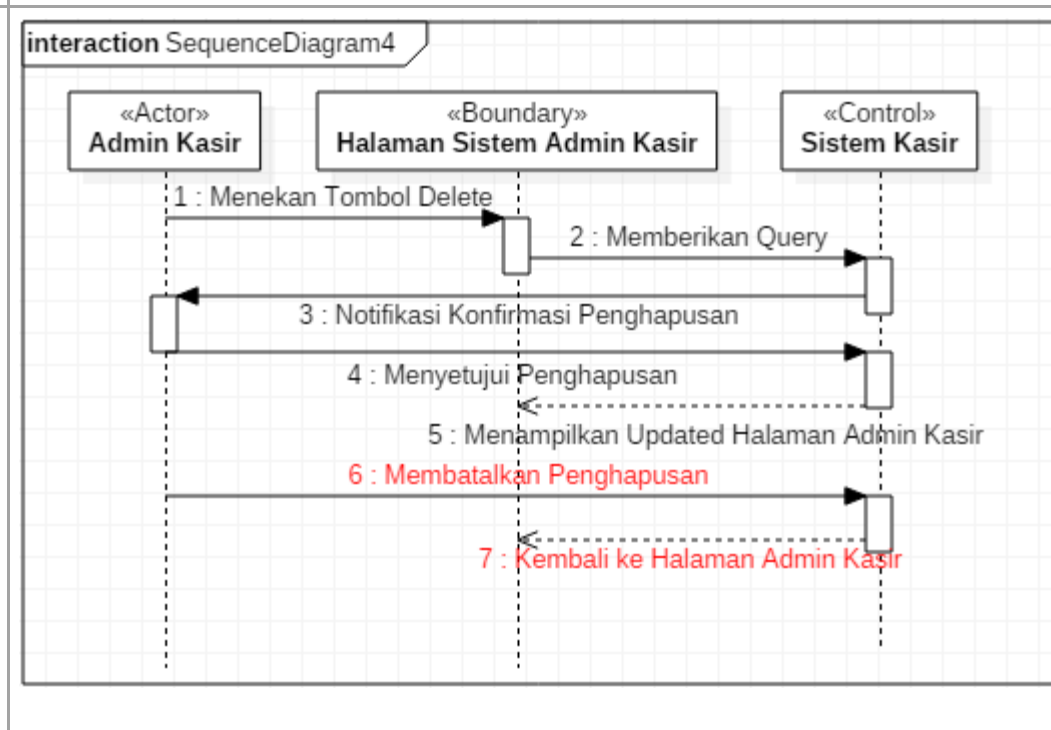 interaction SequenceDiagram4
«Actor»
Admin Kasir
«Boundary»
Halaman Sistem Admin Kasir
«Control»
Sistem Kasir
1 : Menekan Tombol Delete
2 : Memberikan Query
3 : Notifikasi Konfirmasi Penghapusan
4 : Menyetujui Penghapusan
5 : Menampilkan Updated Halaman Admin Kasir
6 : Membatalkan Penghapusan
7 : Kembali ke Halaman Admin Kasir